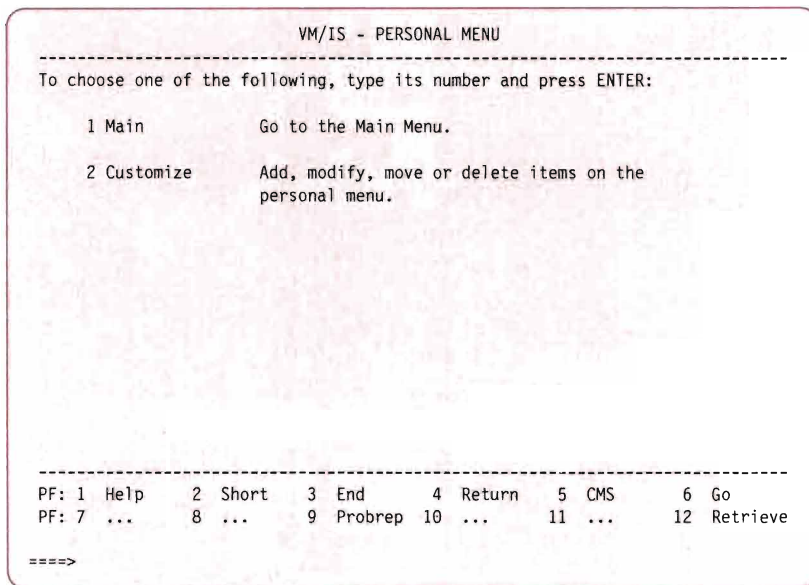 VM/IS - PERSONAL MENU
--------------------------------------------------------------------------------
To choose one of the following, type its number and press ENTER:
1 Main Go to the Main Menu.
2 Customize Add, modify, move or delete items on the
personal menu.
--------------------------------------------------------------------------------
PF: 1 Help 2 Short 3 End 4 Return 5 CMS 6 Go
PF: 7 ... 8 ... 9 Probrep 10 ... 11 ... 12 Retrieve
====>